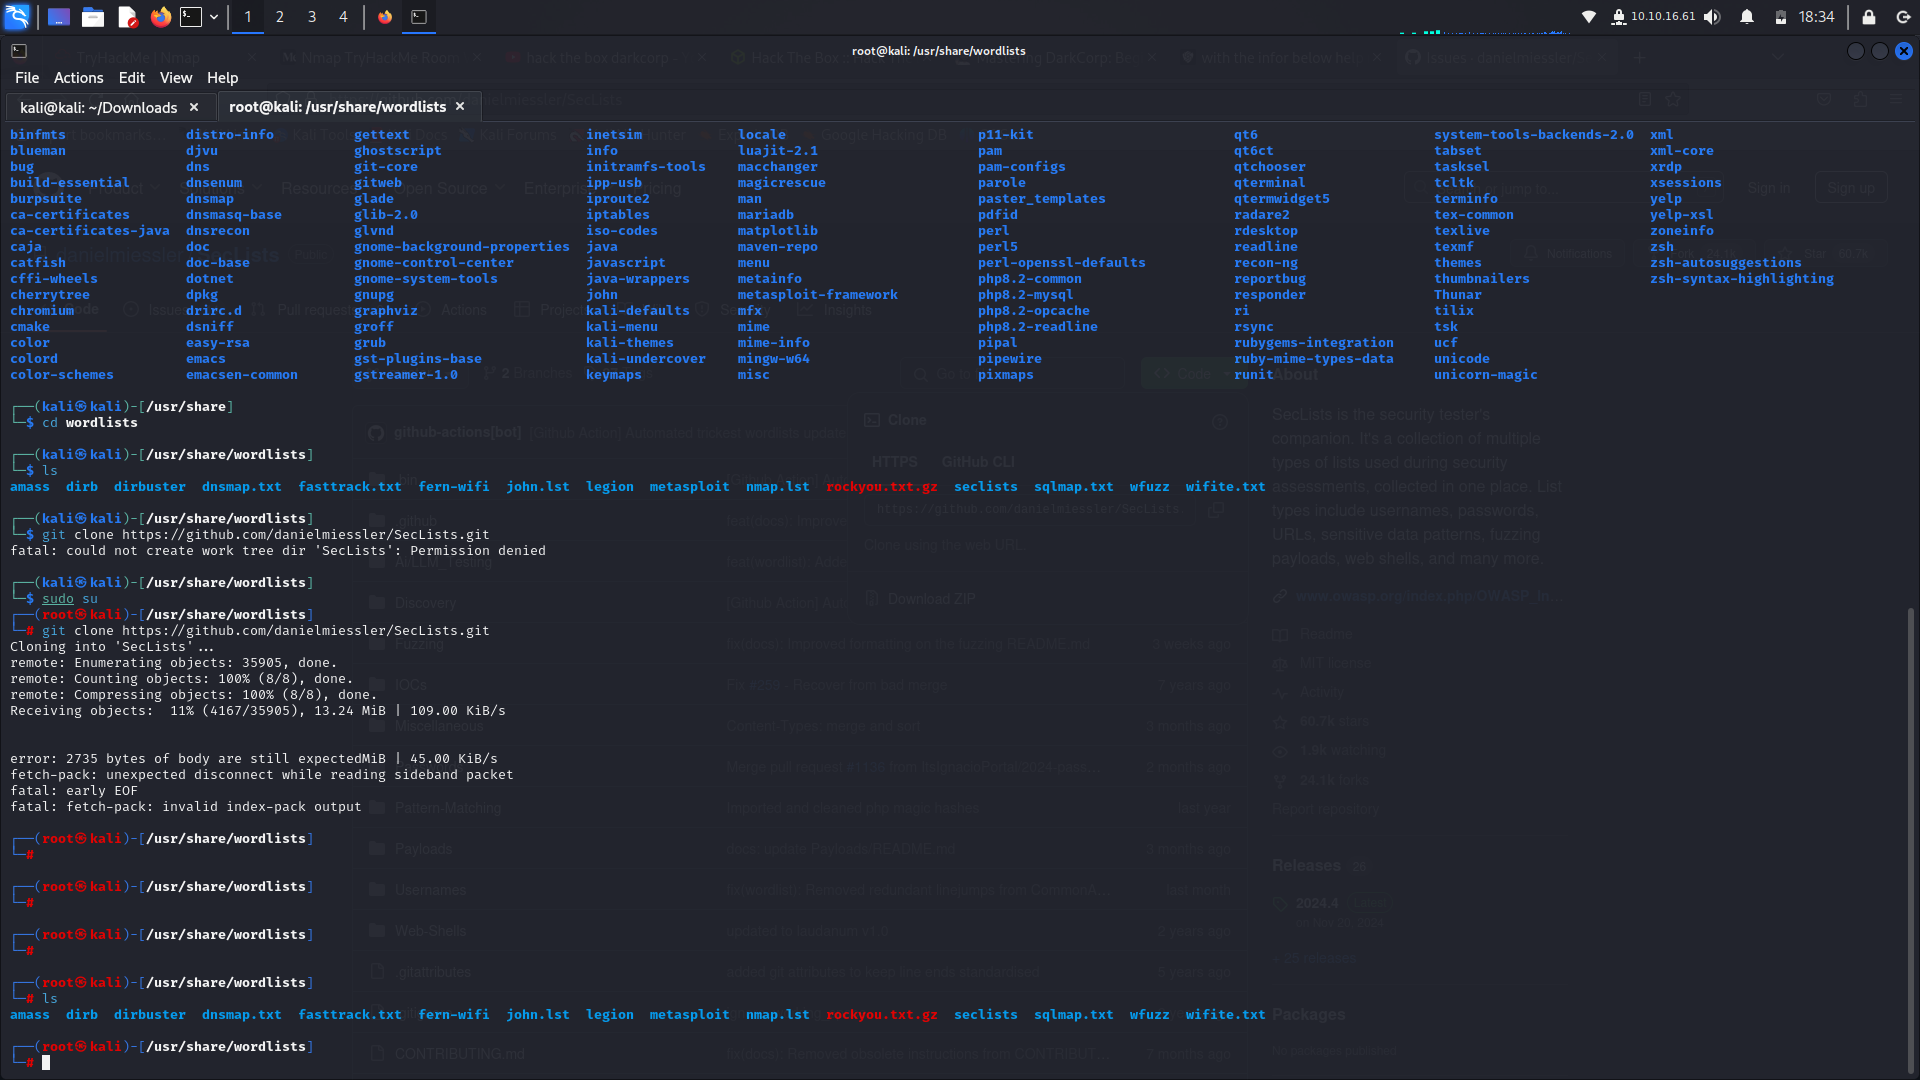 1 2 3 4 10.10.16.61 18:34
root@kali: /usr/share/wordlists
File Actions Edit View Help
kali@kali: ~/Downloads × root@kali: /usr/share/wordlists ×
binfmts distro-info gettext inetsim locale p11-kit qt6 system-tools-backends-2.0 xml
blueman djvu ghostscript info luajit-2.1 pam qt6ct tabset xml-core
bug dns git-core initramfs-tools macchanger pam-configs qtchooser tasksel xrdp
build-essential dnsenum gitweb ipp-usb magicrescue parole qterminal tcltk xsessions
burpsuite dnsmap glade iproute2 man paster_templates qtermwidget5 terminfo yelp
ca-certificates dnsmasq-base glib-2.0 iptables mariadb pdfid radare2 tex-common yelp-xsl
ca-certificates-java dnsrecon glvnd iso-codes matplotlib perl rdesktop texlive zoneinfo
caja doc gnome-background-properties java maven-repo perl5 readline texmf zsh
catfish doc-base gnome-control-center javascript menu perl-openssl-defaults recon-ng themes zsh-autosuggestions
cffi-wheels dotnet gnome-system-tools java-wrappers metainfo php8.2-common reportbug thumbnailers zsh-syntax-highlighting
cherrytree dpkg gnupg john metasploit-framework php8.2-mysql responder Thunar
chromium drirc.d graphviz kali-defaults mfx php8.2-opcache ri tilix
cmake dsniff groff kali-menu mime php8.2-readline rsync tsk
color easy-rsa grub kali-themes mime-info pipal rubygems-integration ucf
colord emacs gst-plugins-base kali-undercover mingw-w64 pipewire ruby-mime-types-data unicode
color-schemes emacsen-common gstreamer-1.0 keymaps misc pixmaps runit unicorn-magic
┌──(kali㉿kali)-[/usr/share]
└─$ cd wordlists
┌──(kali㉿kali)-[/usr/share/wordlists]
└─$ ls
amass dirb dirbuster dnsmap.txt fasttrack.txt fern-wifi john.lst legion metasploit nmap.lst rockyou.txt.gz seclists sqlmap.txt wfuzz wifite.txt
┌──(kali㉿kali)-[/usr/share/wordlists]
└─$ git clone https://github.com/danielmiessler/SecLists.git
fatal: could not create work tree dir 'SecLists': Permission denied
┌──(kali㉿kali)-[/usr/share/wordlists]
└─$ sudo su
┌──(root㉿kali)-[/usr/share/wordlists]
└─# git clone https://github.com/danielmiessler/SecLists.git
Cloning into 'SecLists'...
remote: Enumerating objects: 35905, done.
remote: Counting objects: 100% (8/8), done.
remote: Compressing objects: 100% (8/8), done.
Receiving objects: 11% (4167/35905), 13.24 MiB | 109.00 KiB/s
error: 2735 bytes of body are still expectedMiB | 45.00 KiB/s
fetch-pack: unexpected disconnect while reading sideband packet
fatal: early EOF
fatal: fetch-pack: invalid index-pack output
┌──(root㉿kali)-[/usr/share/wordlists]
└─#
┌──(root㉿kali)-[/usr/share/wordlists]
└─#
┌──(root㉿kali)-[/usr/share/wordlists]
└─#
┌──(root㉿kali)-[/usr/share/wordlists]
└─# ls
amass dirb dirbuster dnsmap.txt fasttrack.txt fern-wifi john.lst legion metasploit nmap.lst rockyou.txt.gz seclists sqlmap.txt wfuzz wifite.txt
┌──(root㉿kali)-[/usr/share/wordlists]
└─#